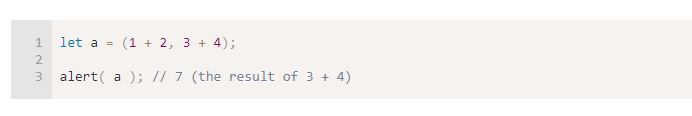 1 let a = (1 + 2, 3 + 4);
2
3 alert( a ); // 7 (the result of 3 + 4)